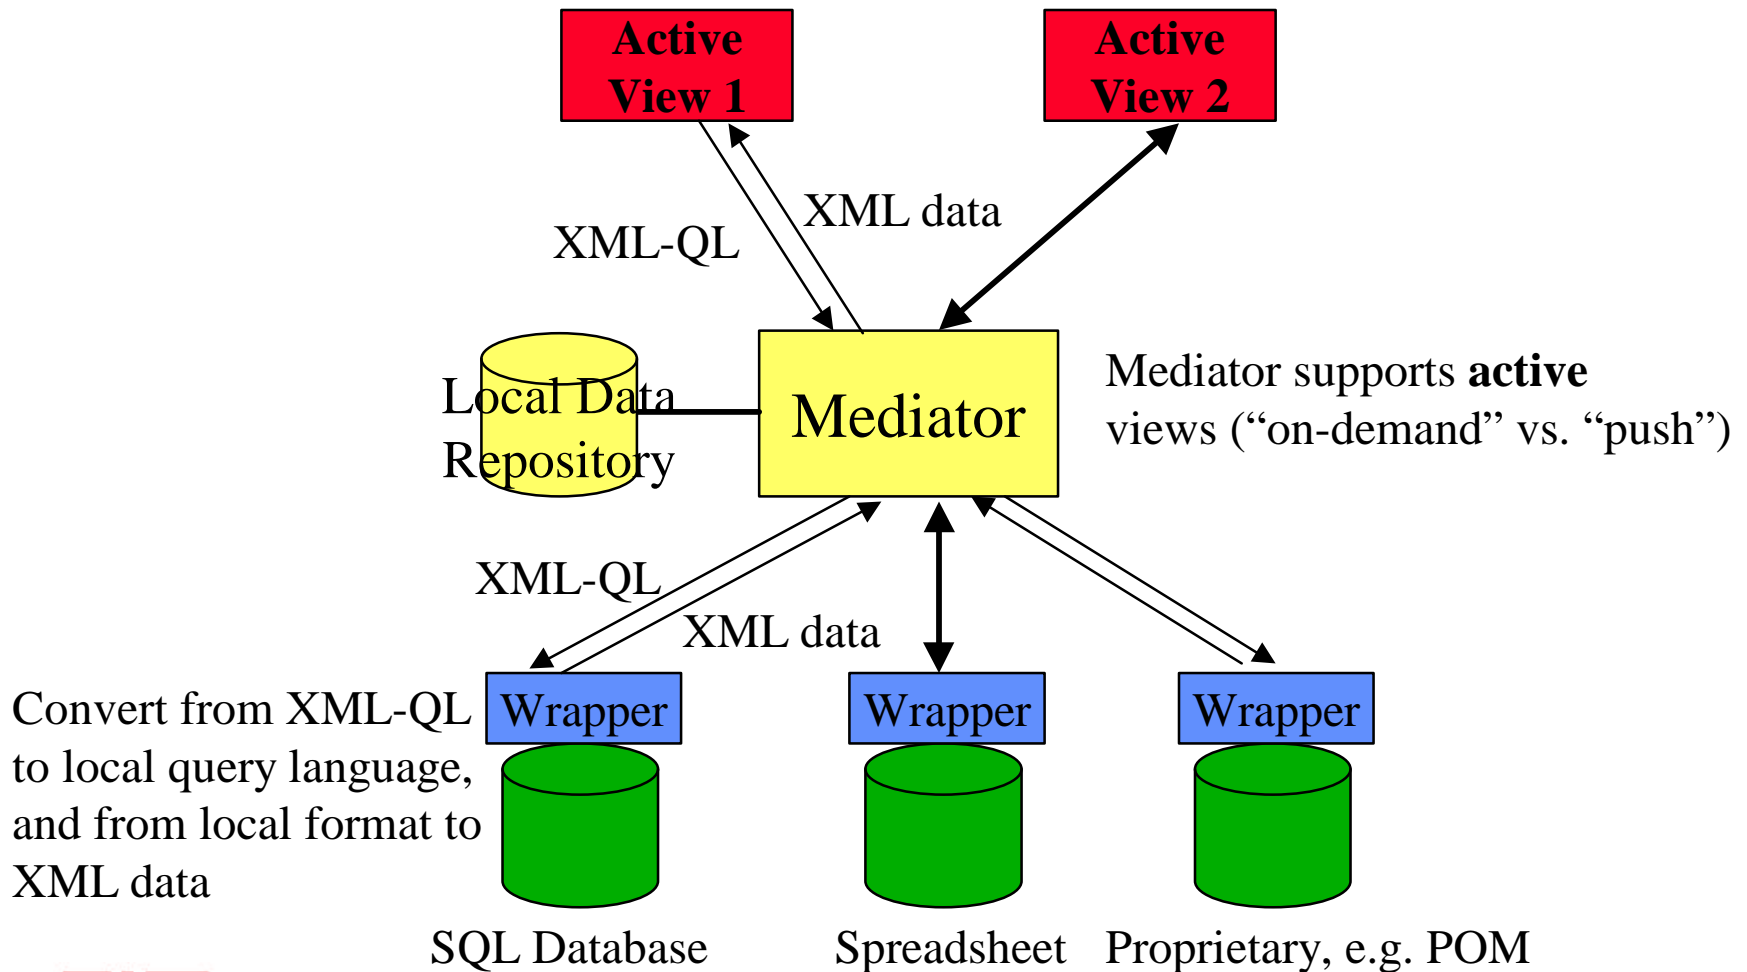 Active
View 1
Active
View 2
XML data
XML-QL
Local Data
Repository
Mediator
Mediator supports active
views (“on-demand” vs. “push”)
XML-QL
XML data
Convert from XML-QL
to local query language,
and from local format to
XML data
Wrapper
Wrapper
Wrapper
SQL Database
Spreadsheet
Proprietary, e.g. POM